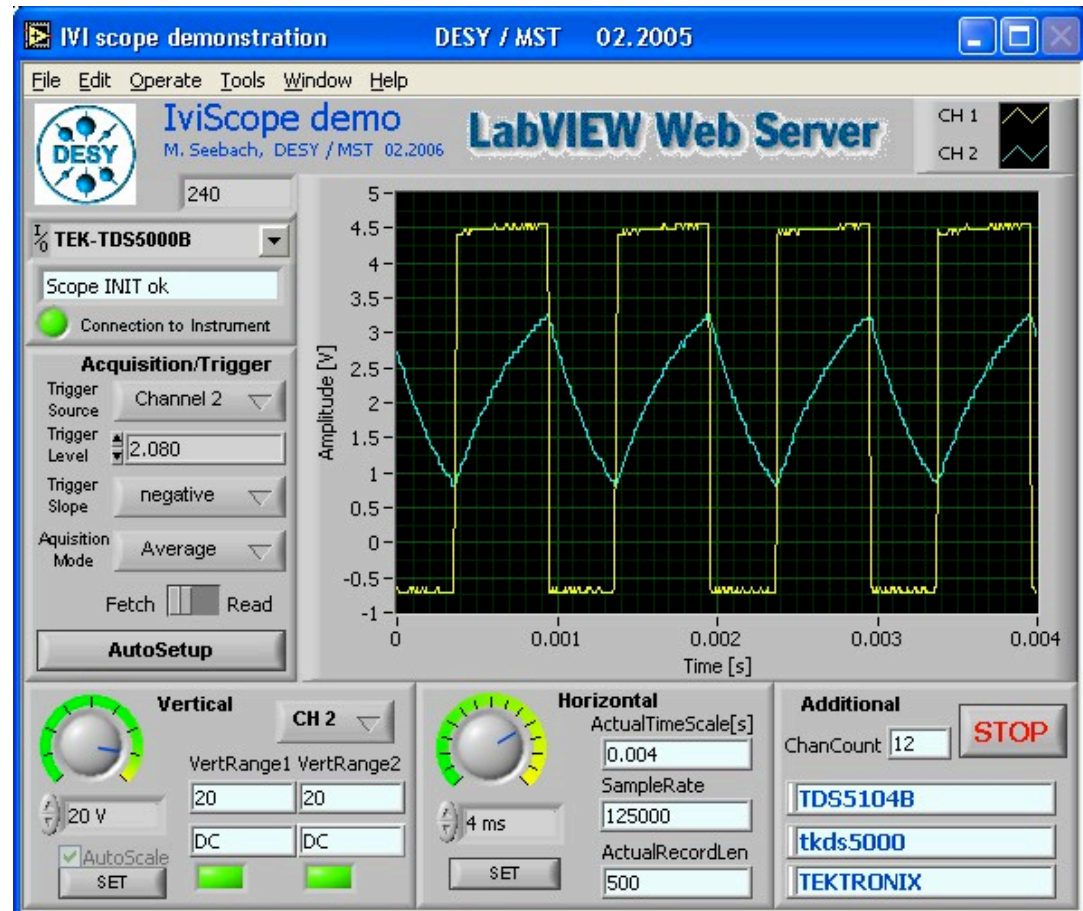 IVI scope demonstration DESY / MST 02.2005
File Edit Operate Tools Window Help
DESY
IviScope demo
M. Seebach, DESY / MST 02.2006
LabVIEW Web Server
CH 1
CH 2
240
I/O TEK-TDS5000B
Scope INIT ok
Connection to Instrument
Acquisition/Trigger
Trigger Source Channel 2
Trigger Level 2.080
Trigger Slope negative
Aquisition Mode Average
Fetch Read
AutoSetup
Amplitude [V]
5
4.5
4
3.5
3
2.5
2
1.5
1
0.5
0
-0.5
-1
0 0.001 0.002 0.003 0.004
Time [s]
Vertical
CH 2
VertRange1 VertRange2
20 20
20 V
DC DC
AutoScale
SET
Horizontal
ActualTimeScale[s]
0.004
SampleRate
125000
4 ms
ActualRecordLen
500
SET
Additional
ChanCount 12
STOP
TDS5104B
tkds5000
TEKTRONIX